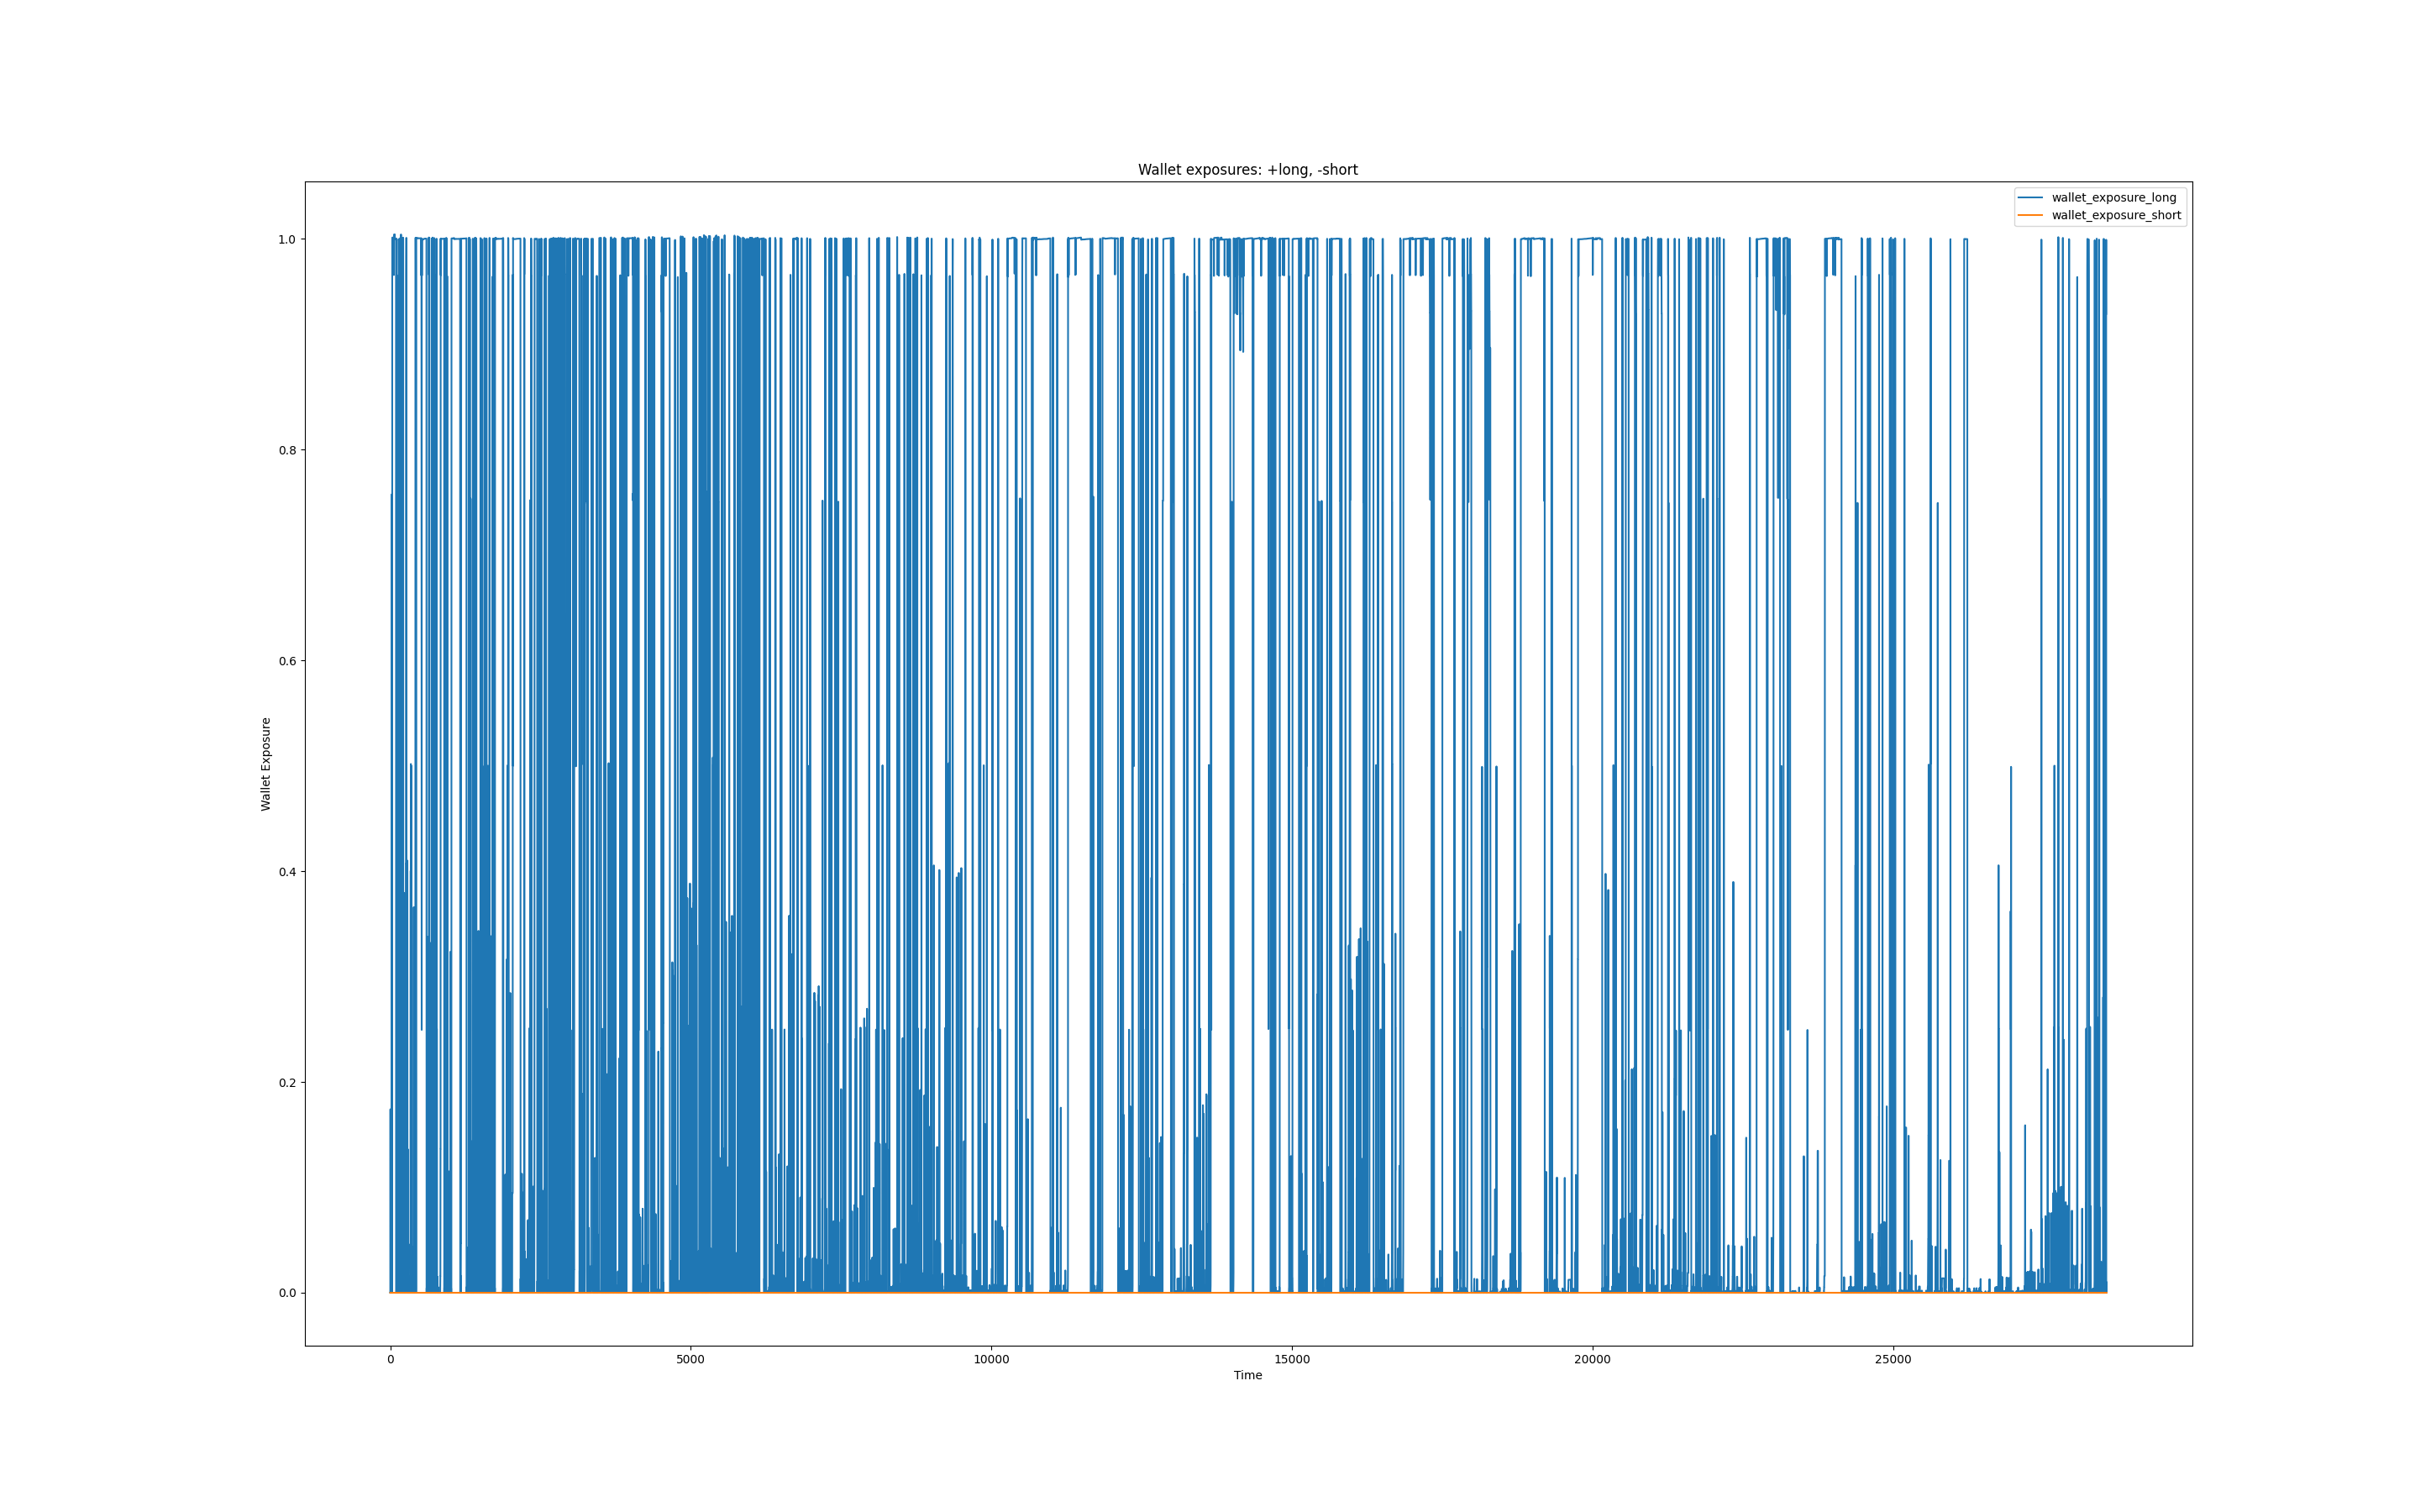 Wallet exposures: +long, -short
wallet_exposure_long
wallet_exposure_short
1.0
0.8
0.6
0.4
0.2
0.0
Wallet Exposure
0 5000 10000 15000 20000 25000
Time